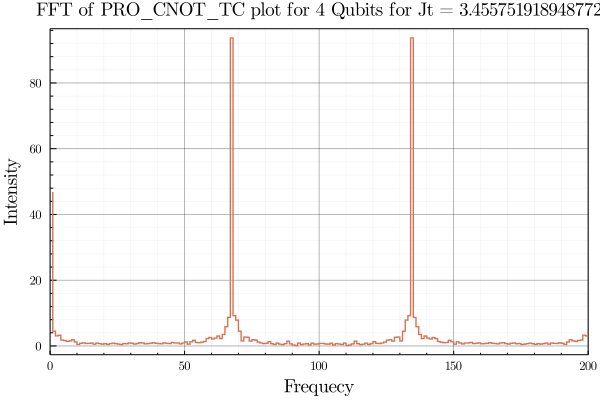 FFT of PRO_CNOT_TC plot for 4 Qubits for Jt = 3.455751918948772
Intensity
80
60
40
20
0
0 50 100 150 200
Frequecy